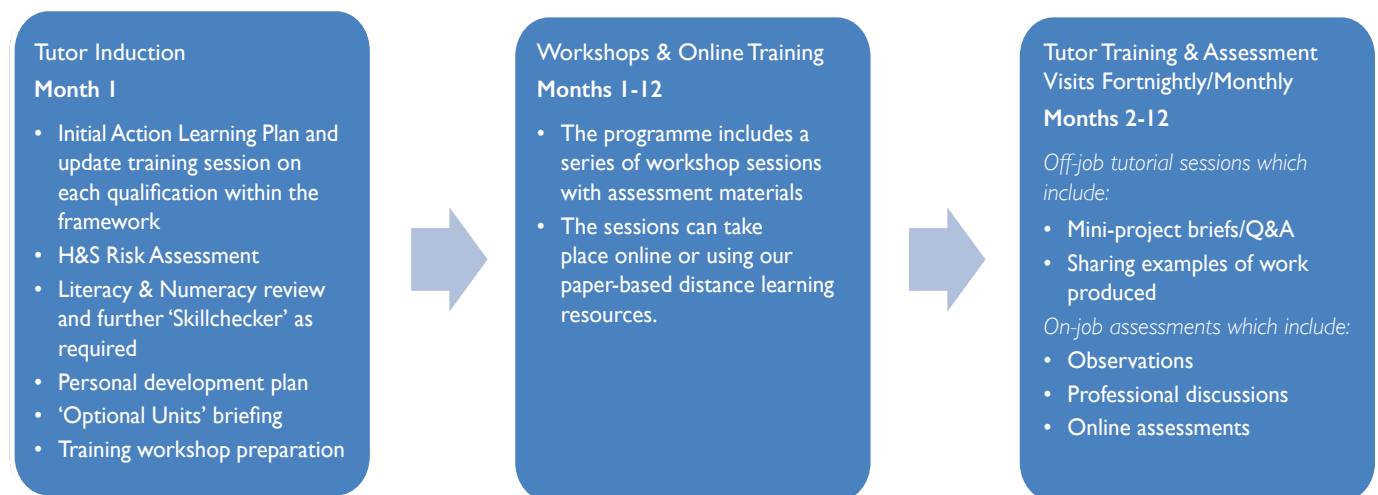 Tutor Induction
Month 1
• Initial Action Learning Plan and
update training session on
each qualification within the
framework
• H&S Risk Assessment
• Literacy & Numeracy review
and further ‘Skillchecker’ as
required
• Personal development plan
• ‘Optional Units’ briefing
• Training workshop preparation
Workshops & Online Training
Months 1-12
• The programme includes a
series of workshop sessions
with assessment materials
• The sessions can take
place online or using our
paper-based distance learning
resources.
Tutor Training & Assessment
Visits Fortnightly/Monthly
Months 2-12
Off-job tutorial sessions which
include:
• Mini-project briefs/Q&A
• Sharing examples of work
produced
On-job assessments which include:
• Observations
• Professional discussions
• Online assessments